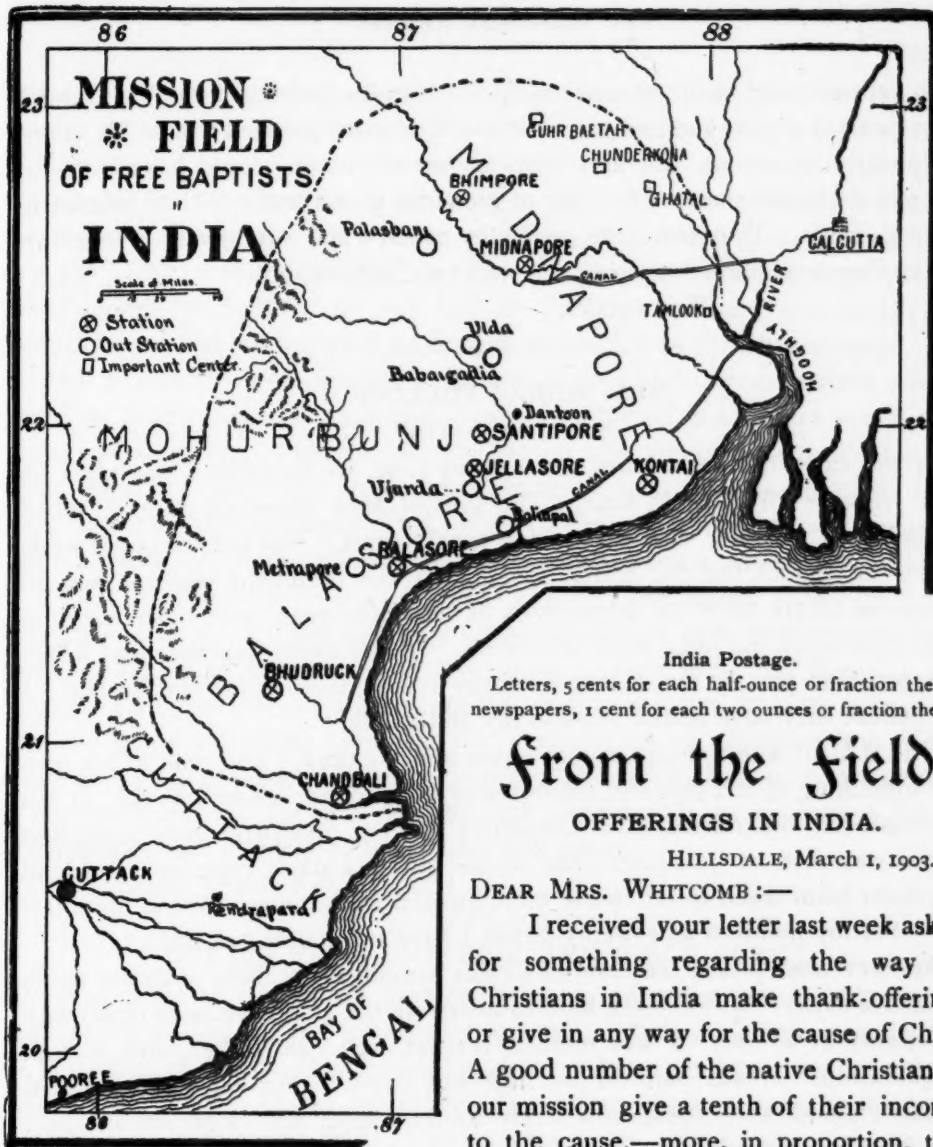 86 87 88
23 23
MISSION
FIELD
OF FREE BAPTISTS
"
INDIA
Scale of Miles
Station
Out Station
Important Center
GUHR BAETAH
CHUNDERKONA
GHATAL
BHIMPORE
Palasbani
MIDNAPORE
CANAL
CALCUTTA
RIVER
HOOGHLY
TAMLOOK
MIDNAPORE
Ulda
Babaigadia
22 22
MOHURBUNJ
Dantoon
SANTIPORE
JELLASORE
KONTAI
Ujurda
CANAL
BALASORE
Metrapore
BALASORE
BHUDRUCK
21
CHANDBALI
CUTTACK
CUTTACK
Kendrapara
BAY OF
BENGAL
20
POOREE
87
India Postage.
Letters, 5 cents for each half-ounce or fraction the
newspapers, 1 cent for each two ounces or fraction the
From the Field
OFFERINGS IN INDIA.
HILLSDALE, March 1, 1903.
DEAR MRS. WHITCOMB:—
I received your letter last week ask
for something regarding the way
Christians in India make thank-offerin
or give in any way for the cause of Ch
A good number of the native Christian
our mission give a tenth of their incom
to the cause,—more, in proportion,